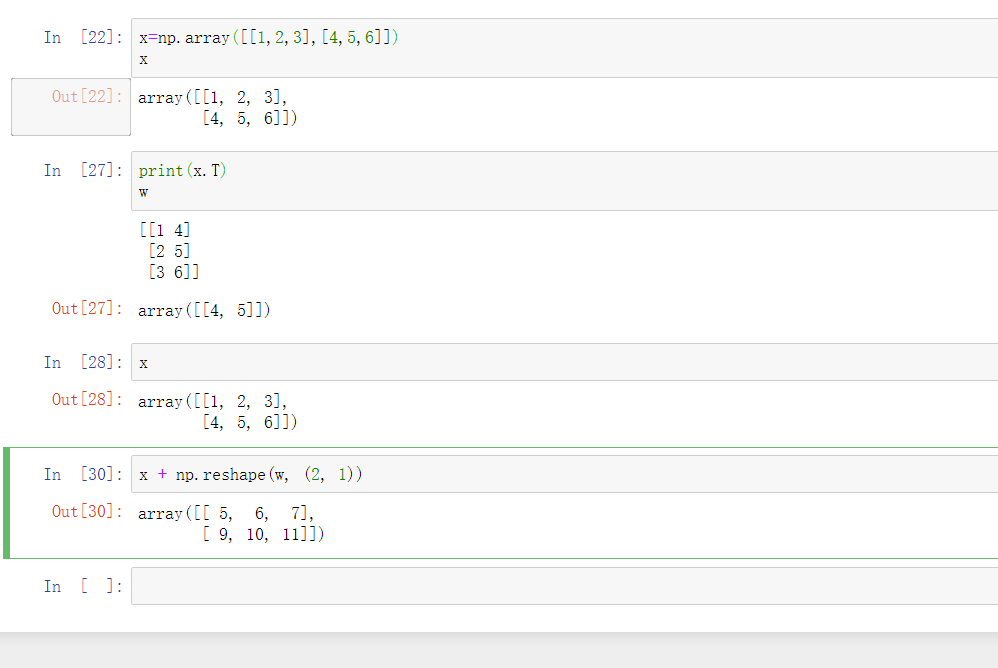 In [22]: x=np.array([[1,2,3],[4,5,6]])
x
Out[22]: array([[1, 2, 3],
[4, 5, 6]])
In [27]: print(x.T)
w
[[1 4]
[2 5]
[3 6]]
Out[27]: array([[4, 5]])
In [28]: x
Out[28]: array([[1, 2, 3],
[4, 5, 6]])
In [30]: x + np.reshape(w, (2, 1))
Out[30]: array([[ 5, 6, 7],
[ 9, 10, 11]])
In [ ]: